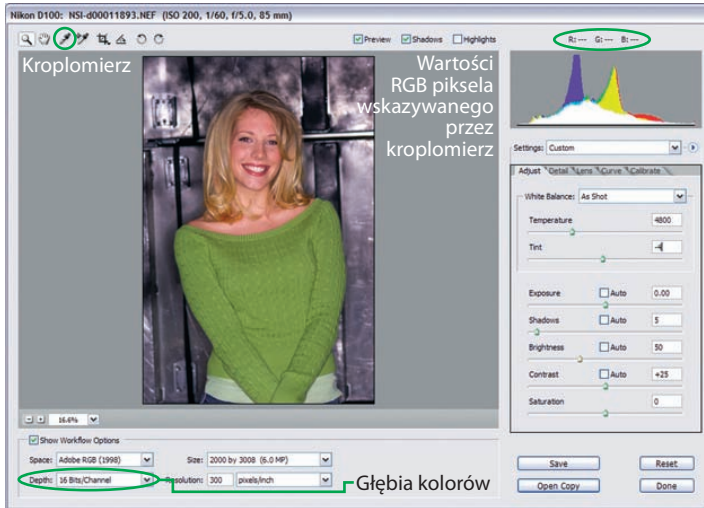 Nikon D100: NSI-d00011893.NEF (ISO 200, 1/60, f/5.0, 85 mm)
Preview Shadows Highlights
R: --- G: --- B: ---
Kroplomierz
Wartości
RGB piksela
wskazywanego
przez
kroplomierz
Settings: Custom
Adjust Detail Lens Curve Calibrate
White Balance: As Shot
Temperature 4800
Tint -4
Exposure Auto 0.00
Shadows Auto 5
Brightness Auto 50
Contrast Auto +25
Saturation 0
16.6%
Show Workflow Options
Space: Adobe RGB (1998) Size: 2000 by 3008 (6.0 MP)
Depth: 16 Bits/Channel Resolution: 300 pixels/inch
Głębia kolorów
Save Reset
Open Copy Done